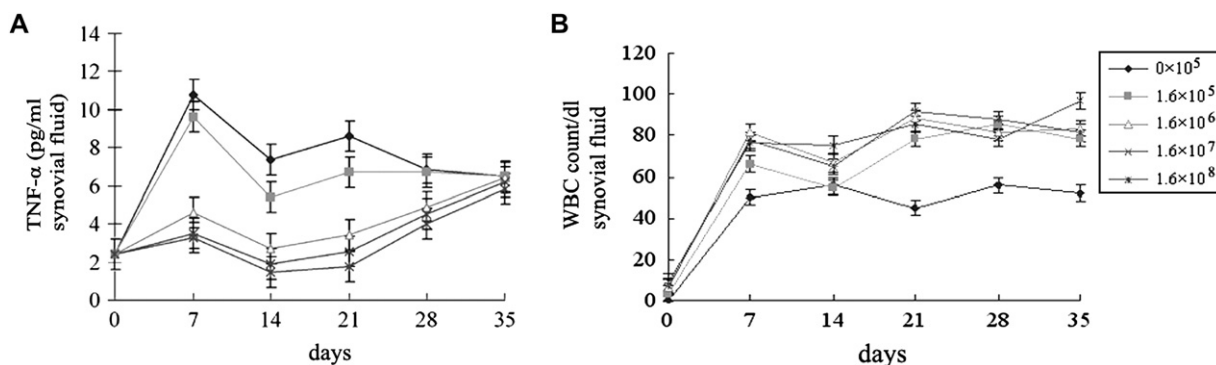 A
TNF-α (pg/ml
synovial fluid)
14
12
10
8
6
4
2
0
0 7 14 21 28 35
days
B
WBC count/dl
synovial fluid
120
100
80
60
40
20
0
0 7 14 21 28 35
days
0×10⁵
1.6×10⁵
1.6×10⁶
1.6×10⁷
1.6×10⁸